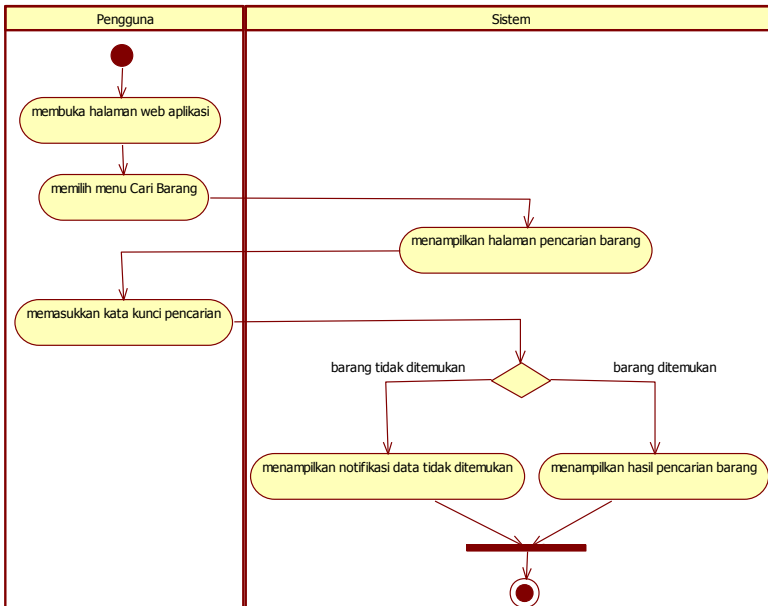 Pengguna
Sistem
membuka halaman web aplikasi
memilih menu Cari Barang
menampilkan halaman pencarian barang
memasukkan kata kunci pencarian
barang tidak ditemukan
barang ditemukan
menampilkan notifikasi data tidak ditemukan
menampilkan hasil pencarian barang